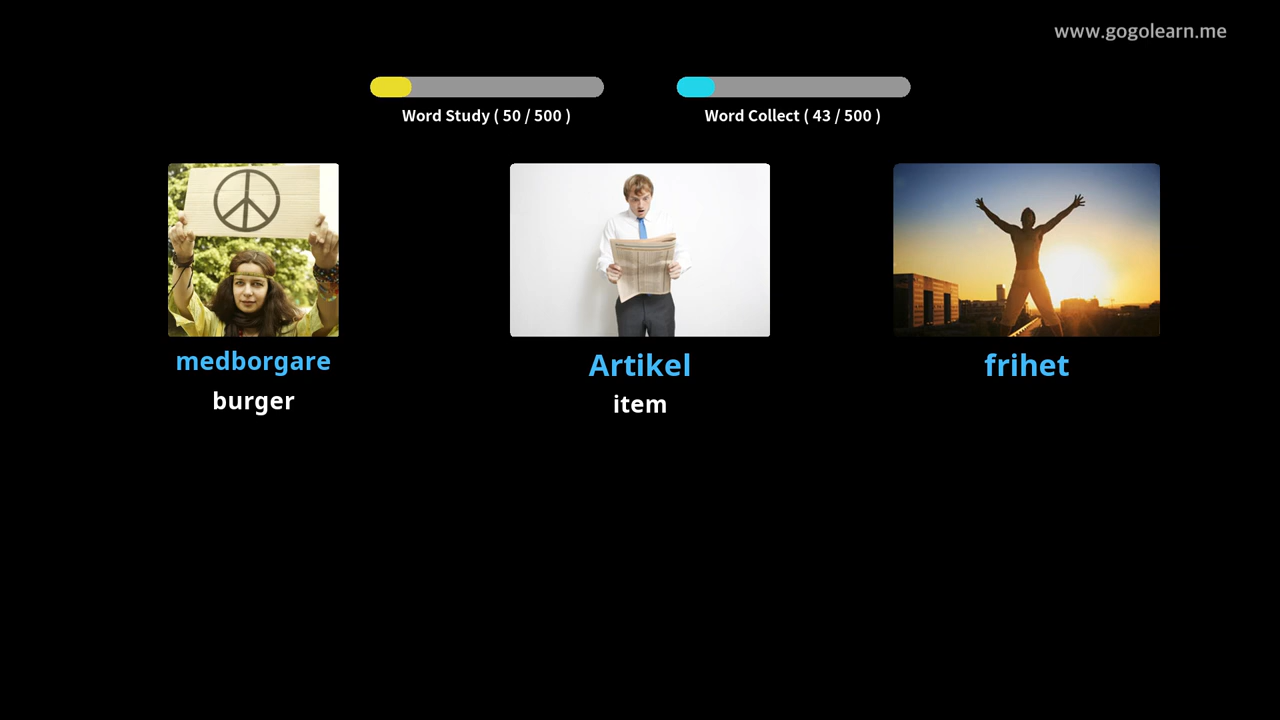 www.gogolearn.me
Word Study ( 50 / 500 )
Word Collect ( 43 / 500 )
medborgare
burger
Artikel
item
frihet